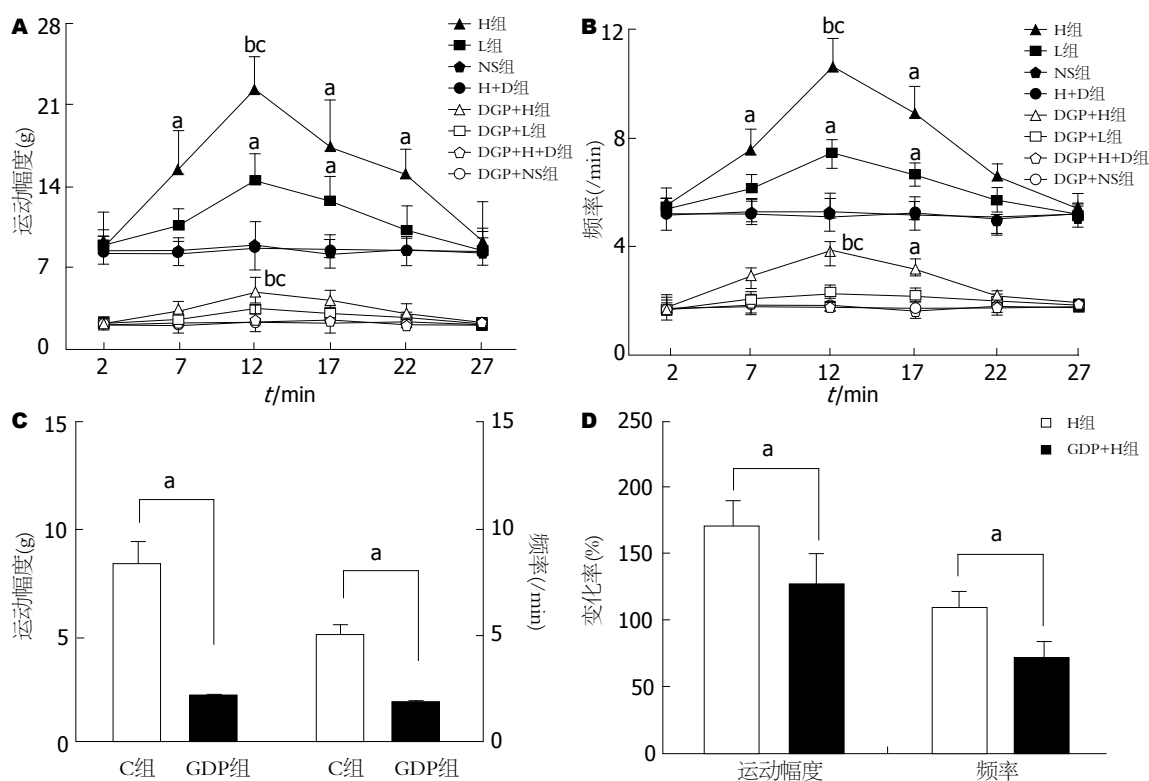 A
28
21
14
7
0
运动幅度(g)
2 7 12 17 22 27
t/min
a
bc
a
a
a
a
bc
H组
L组
NS组
H+D组
DGP+H组
DGP+L组
DGP+H+D组
DGP+NS组
B
12
8
4
0
频率(/min)
2 7 12 17 22 27
t/min
a
bc
a
a
a
bc
a
H组
L组
NS组
H+D组
DGP+H组
DGP+L组
DGP+H+D组
DGP+NS组
C
15
10
5
0
运动幅度(g)
a
a
C组 GDP组 C组 GDP组
15
10
5
0
频率(/min)
D
250
200
150
100
50
0
变化率(%)
a
a
H组
GDP+H组
运动幅度 频率